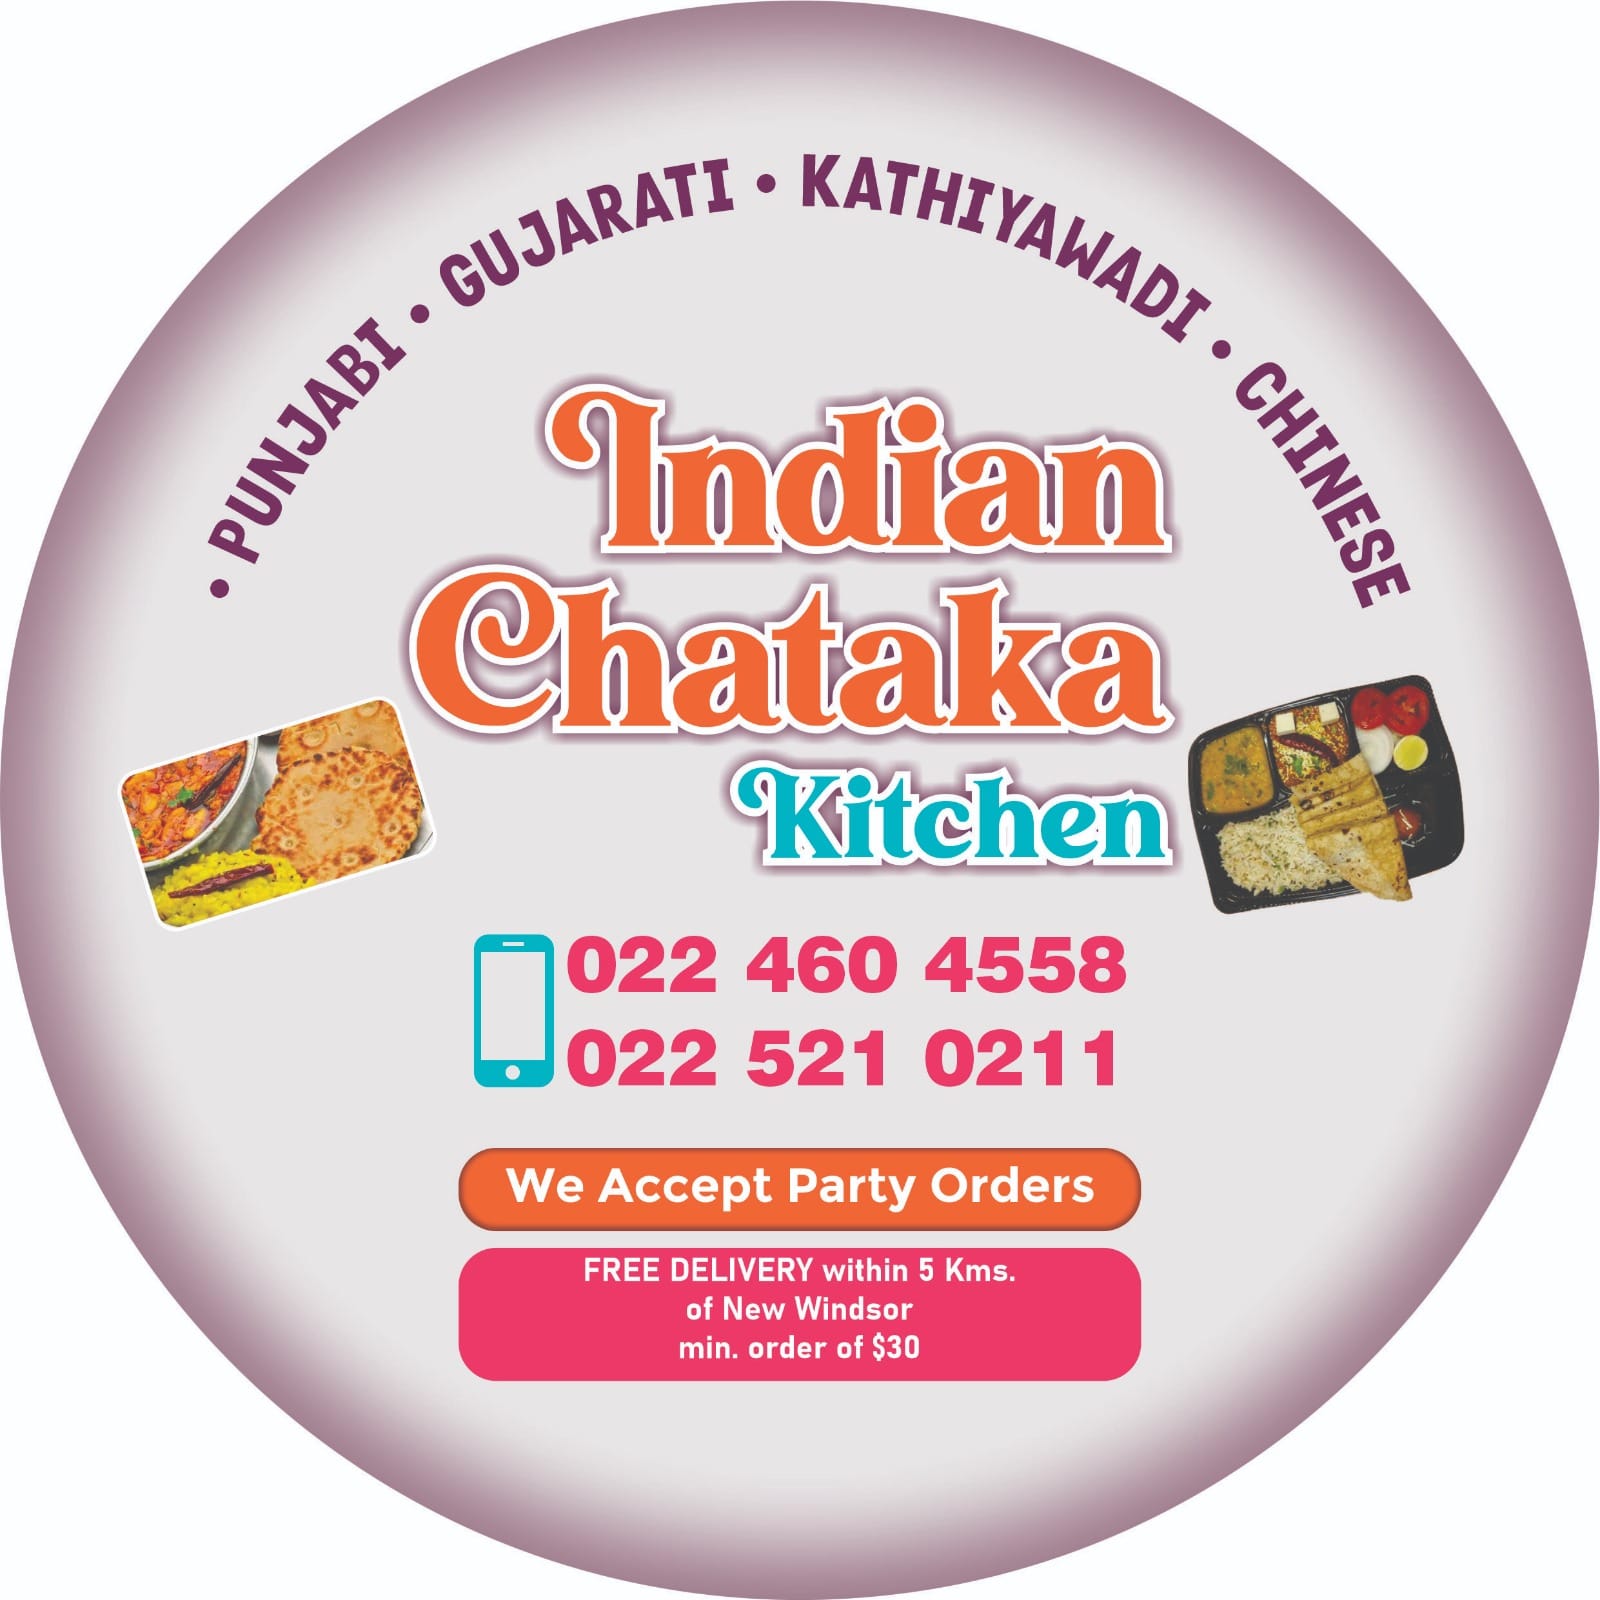 • PUNJABI • GUJARATI • KATHIYAWADI • CHINESE
Indian
Chataka
Kitchen
022 460 4558
022 521 0211
We Accept Party Orders
FREE DELIVERY within 5 Kms.
of New Windsor
min. order of $30